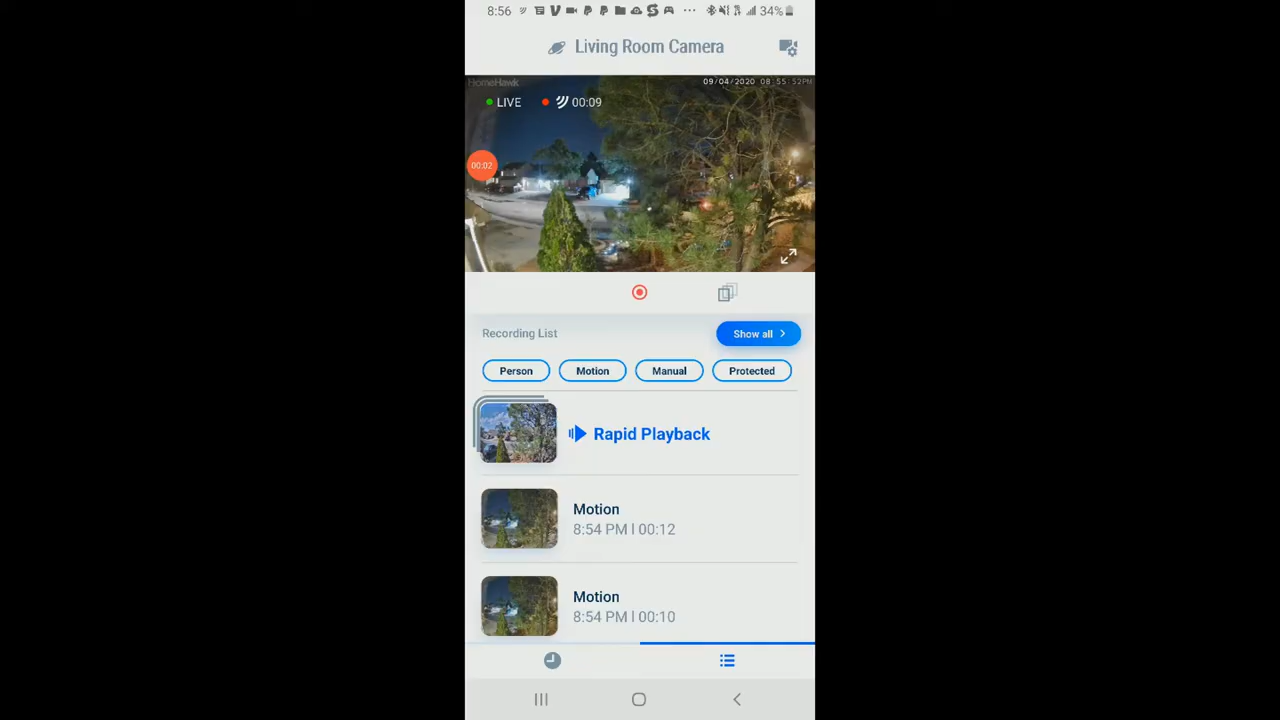 8:56
34%
Living Room Camera
HomeHawk
09/04/2020 08:55:52PM
LIVE
00:09
00:02
Recording List
Show all
Person
Motion
Manual
Protected
Rapid Playback
Motion
8:54 PM | 00:12
Motion
8:54 PM | 00:10